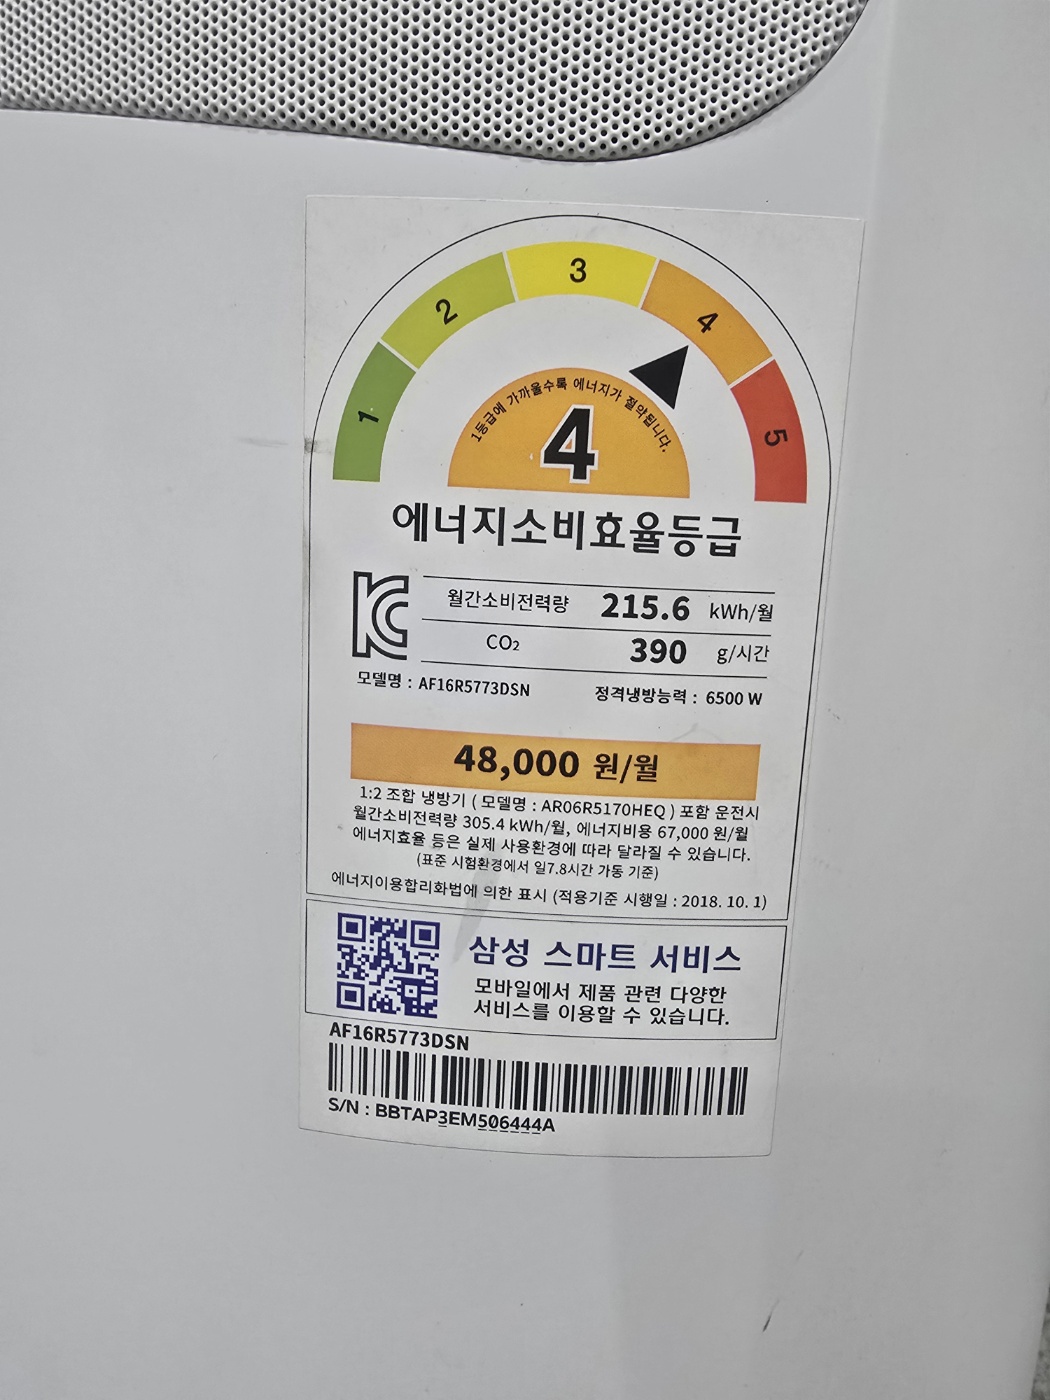 1 2 3 4 5
1등급에 가까울수록 에너지가 절약됩니다.
4
에너지소비효율등급
월간소비전력량 215.6 kWh/월
CO₂ 390 g/시간
모델명 : AF16R5773DSN 정격냉방능력 : 6500 W
48,000 원/월
1:2 조합 냉방기 ( 모델명 : AR06R5170HEQ ) 포함 운전시
월간소비전력량 305.4 kWh/월, 에너지비용 67,000 원/월
에너지효율 등은 실제 사용환경에 따라 달라질 수 있습니다.
(표준 시험환경에서 일7.8시간 가동 기준)
에너지이용합리화법에 의한 표시 (적용기준 시행일 : 2018. 10. 1)
삼성 스마트 서비스
모바일에서 제품 관련 다양한
서비스를 이용할 수 있습니다.
AF16R5773DSN
S/N : BBTAP3EM506444A